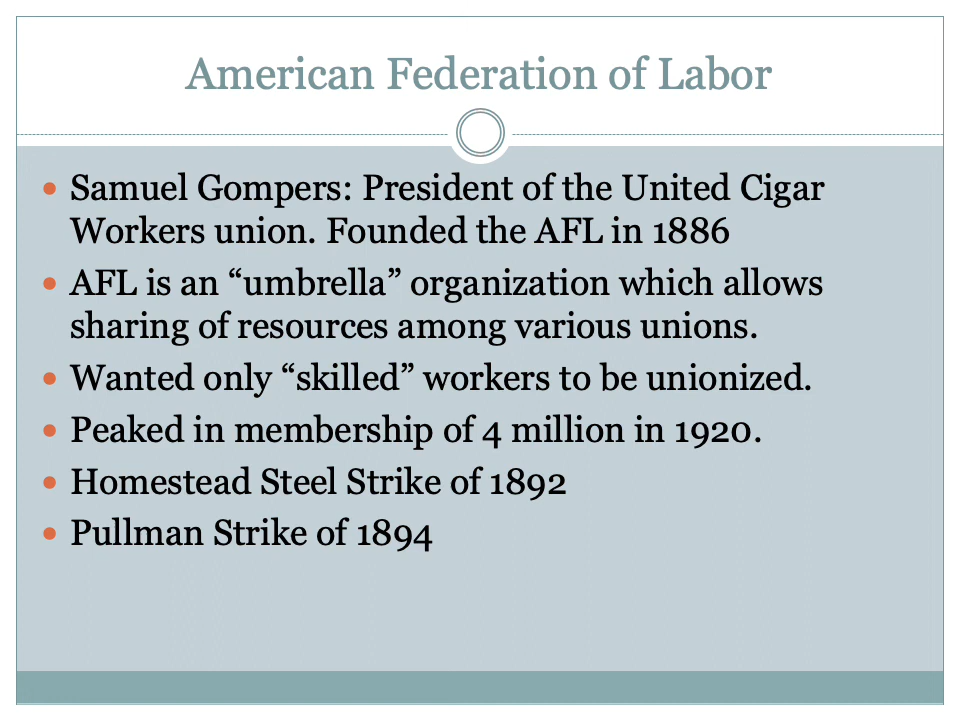 American Federation of Labor
• Samuel Gompers: President of the United Cigar
Workers union. Founded the AFL in 1886
• AFL is an “umbrella” organization which allows
sharing of resources among various unions.
• Wanted only “skilled” workers to be unionized.
• Peaked in membership of 4 million in 1920.
• Homestead Steel Strike of 1892
• Pullman Strike of 1894